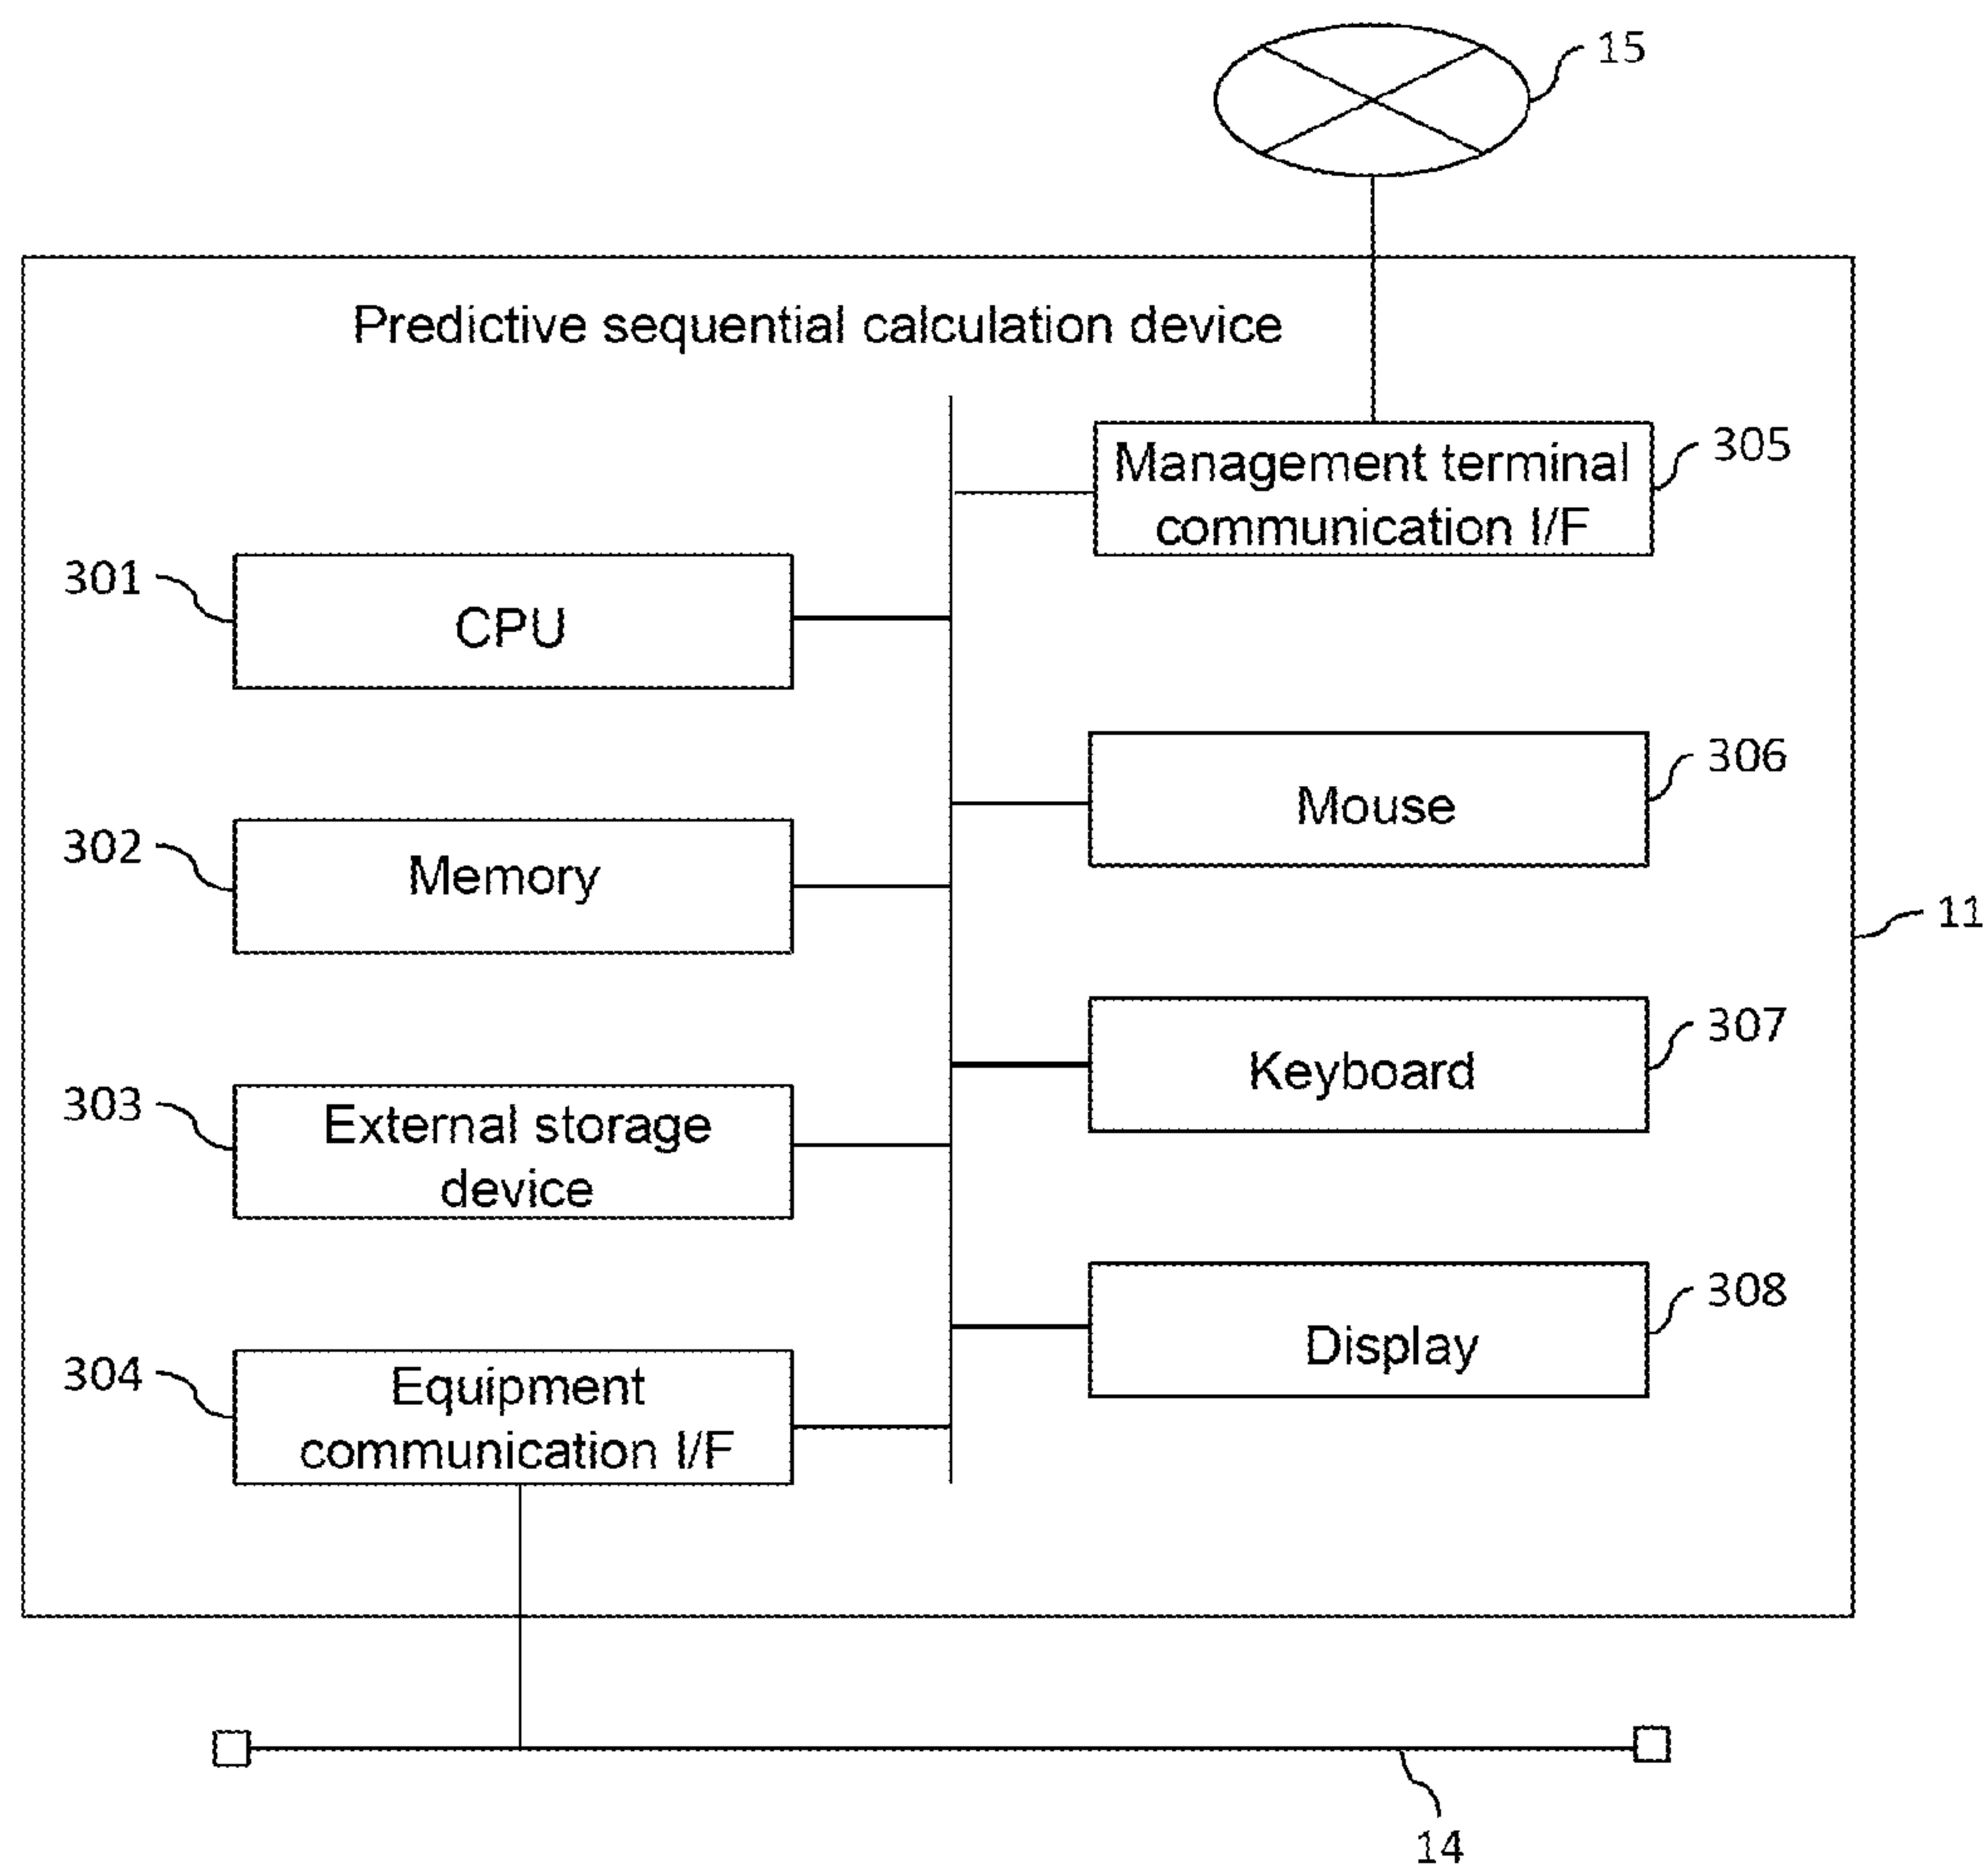 15
Predictive sequential calculation device
Management terminal
communication I/F
305
301
CPU
306
Mouse
302
Memory
11
307
Keyboard
303
External storage
device
308
Display
304
Equipment
communication I/F
14